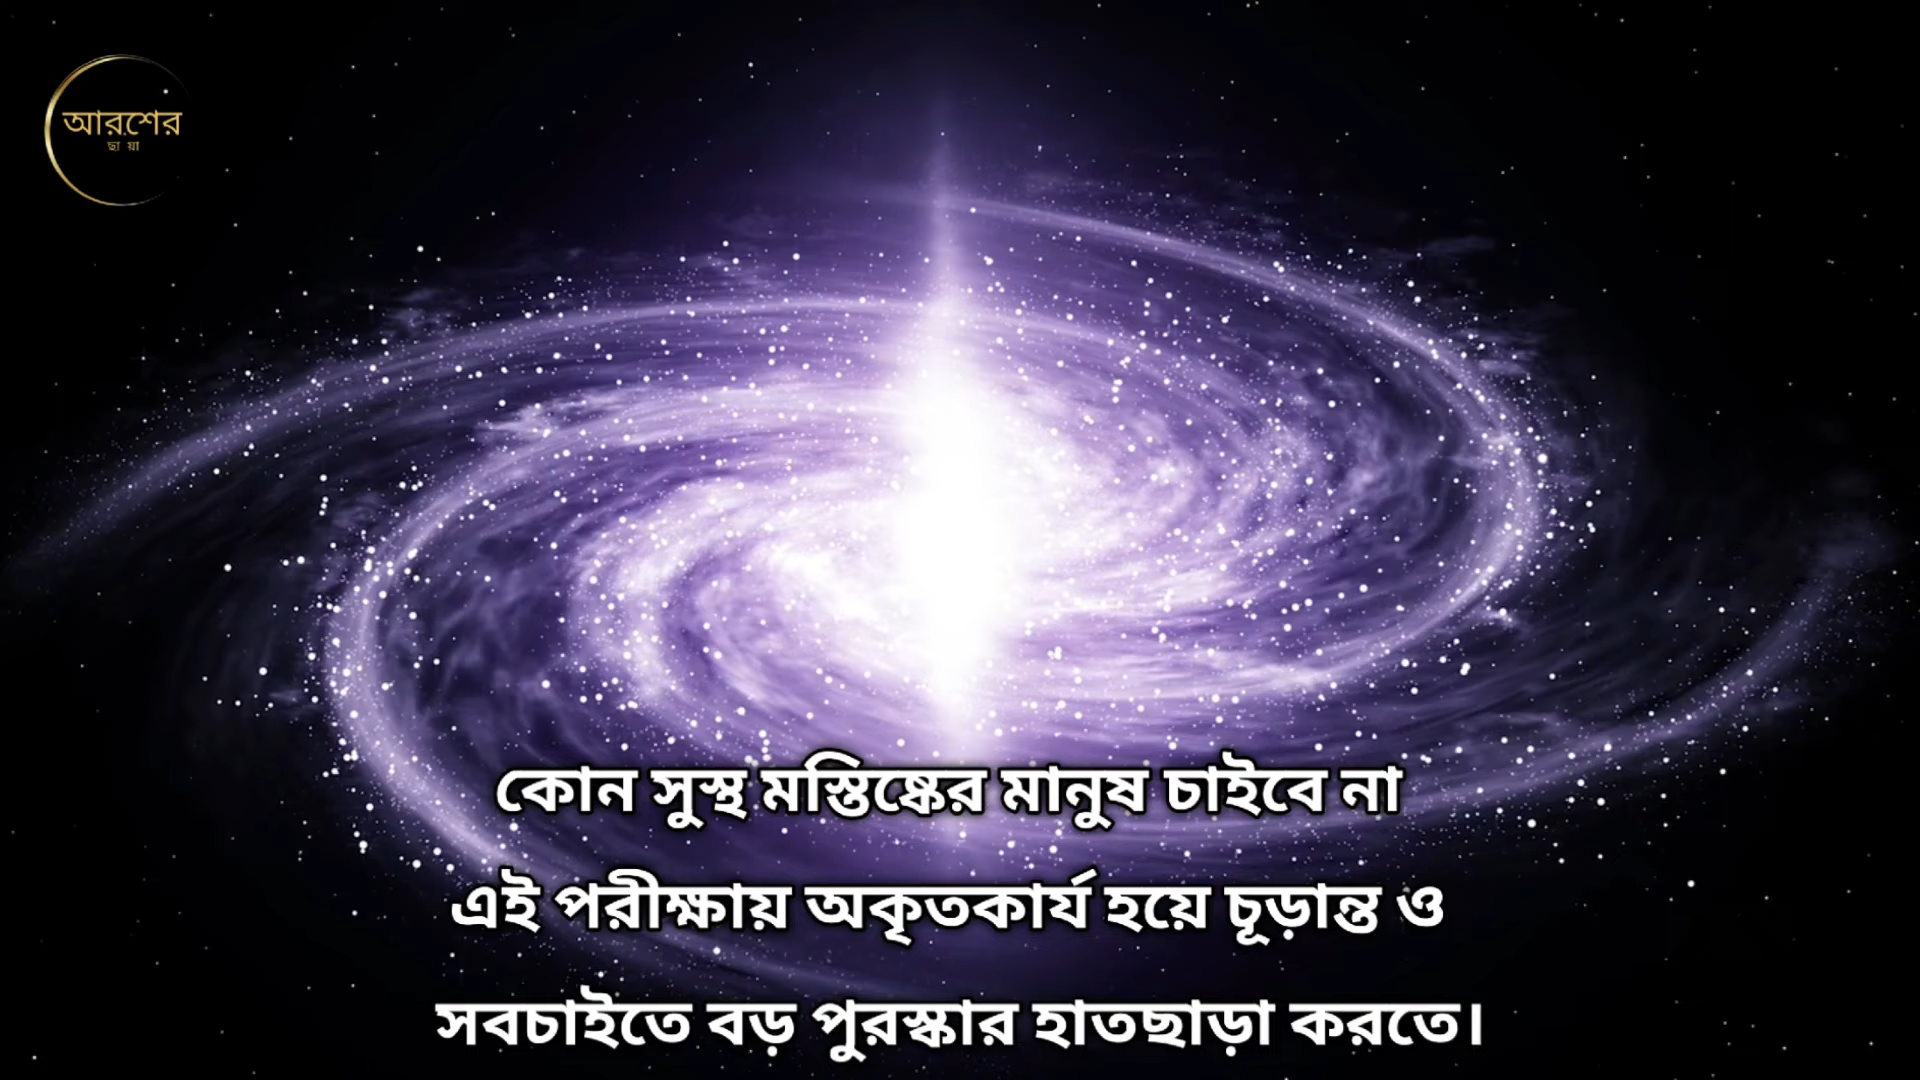 আরশের
ছায়া
কোন সুস্থ মস্তিষ্কের মানুষ চাইবে না
এই পরীক্ষায় অকৃতকার্য হয়ে চূড়ান্ত ও
সবচাইতে বড় পুরস্কার হাতছাড়া করতে।